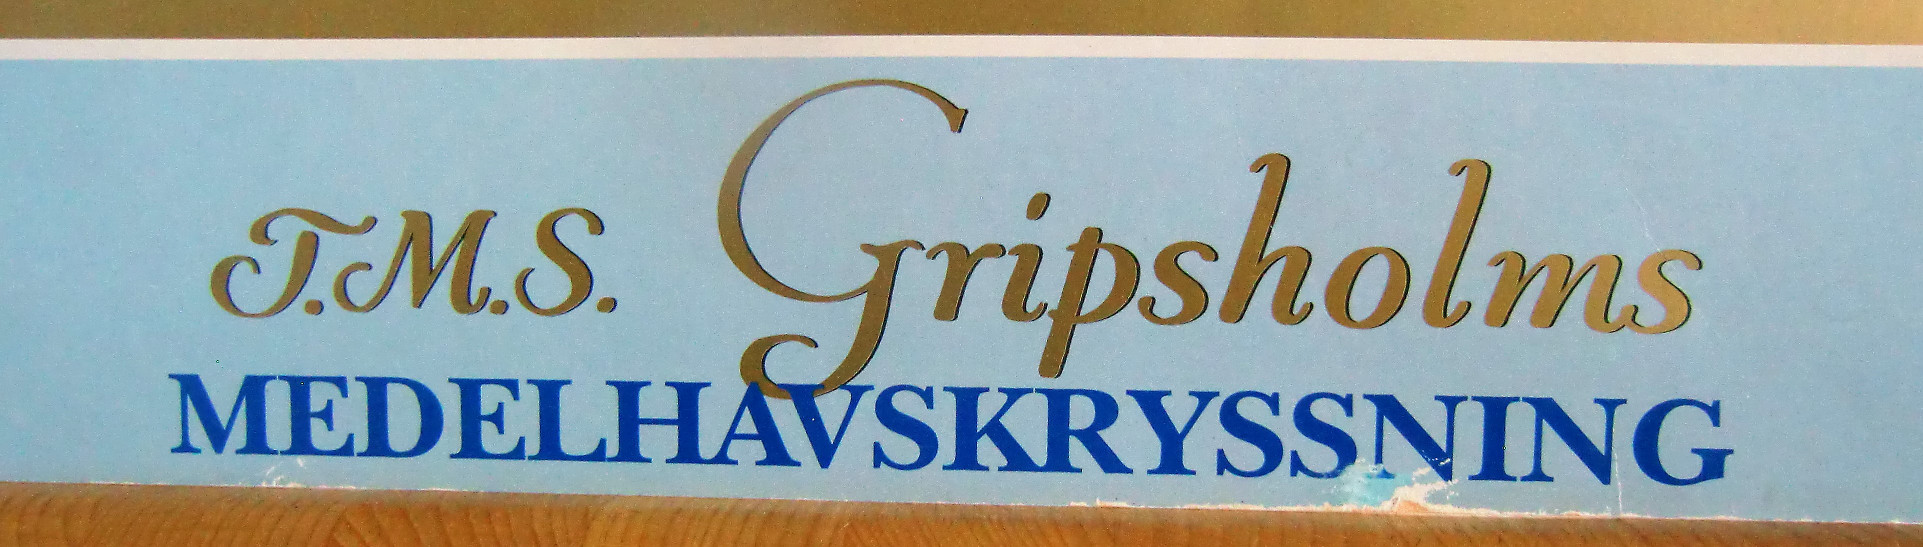 T.M.S. Gripsholms
MEDELHAVSKRYSSNING